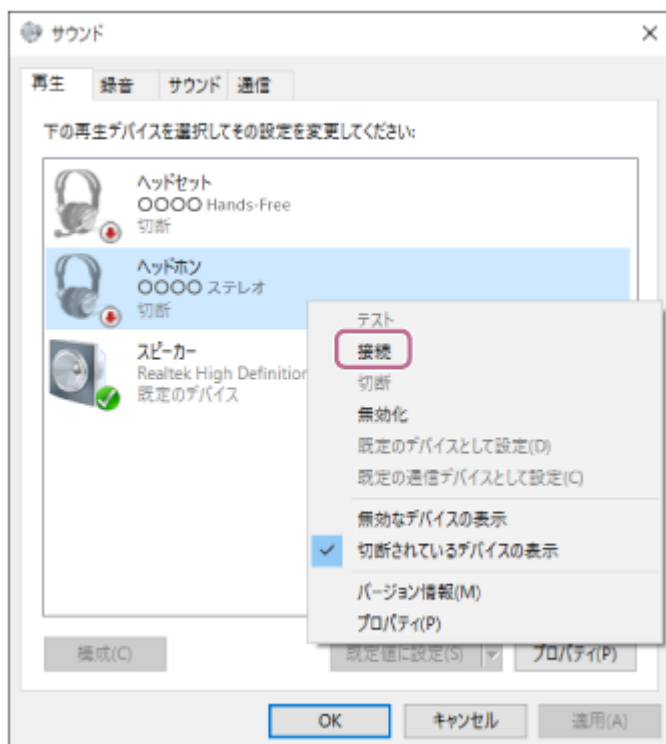 サウンド
再生 録音 サウンド 通信
下の再生デバイスを選択してその設定を変更してください:
ヘッドセット
〇〇〇〇 Hands-Free
切断
ヘッドホン
〇〇〇〇 ステレオ
切断
スピーカー
Realtek High Definition
既定のデバイス
テスト
接続
切断
無効化
既定のデバイスとして設定(D)
既定の通信デバイスとして設定(C)
無効なデバイスの表示
切断されているデバイスの表示
バージョン情報(M)
プロパティ(P)
構成(C) 既定値に設定(S) プロパティ(P)
OK キャンセル 適用(A)